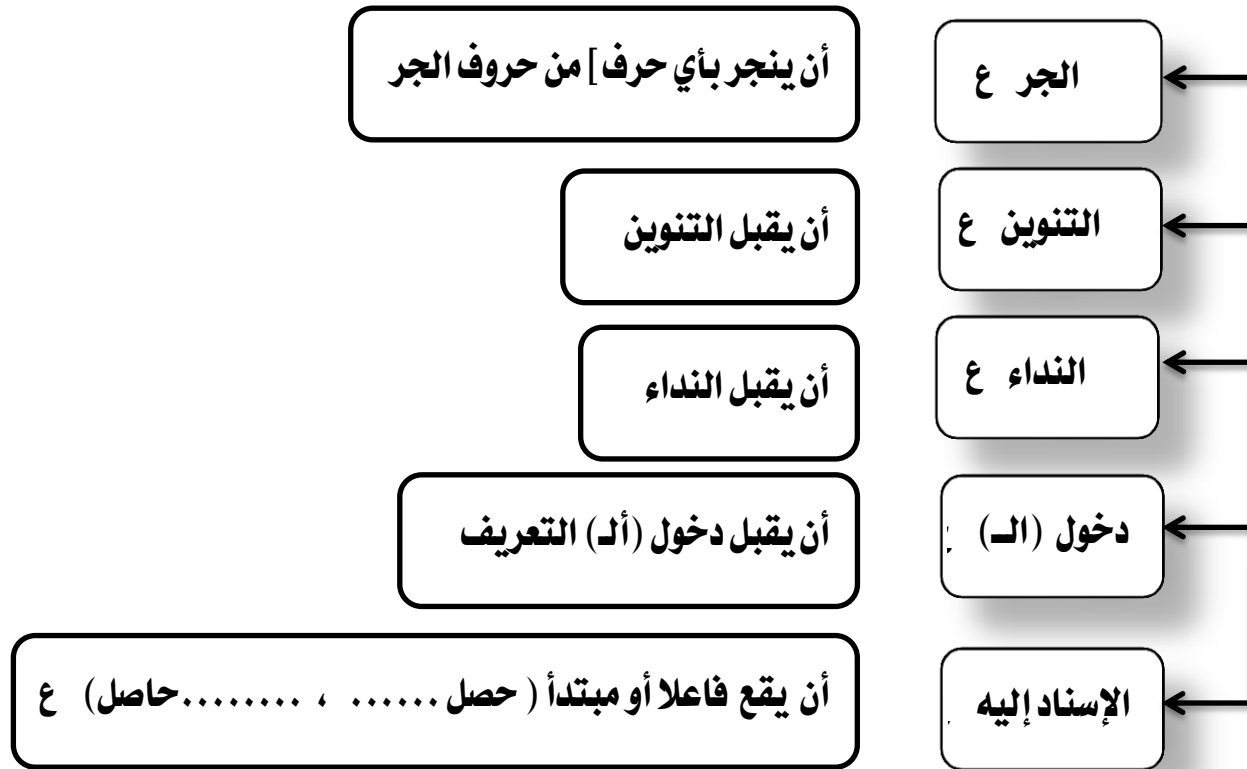 الجر ع
أن ينجر بأي حرف] من حروف الجر
التنوين ع
أن يقبل التنوين
النداء ع
أن يقبل النداء
دخول (الـ)
أن يقبل دخول (ألـ) التعريف
الإسناد إليه
أن يقع فاعلا أو مبتدأ ( حصل ...... ، ........حاصل) ع